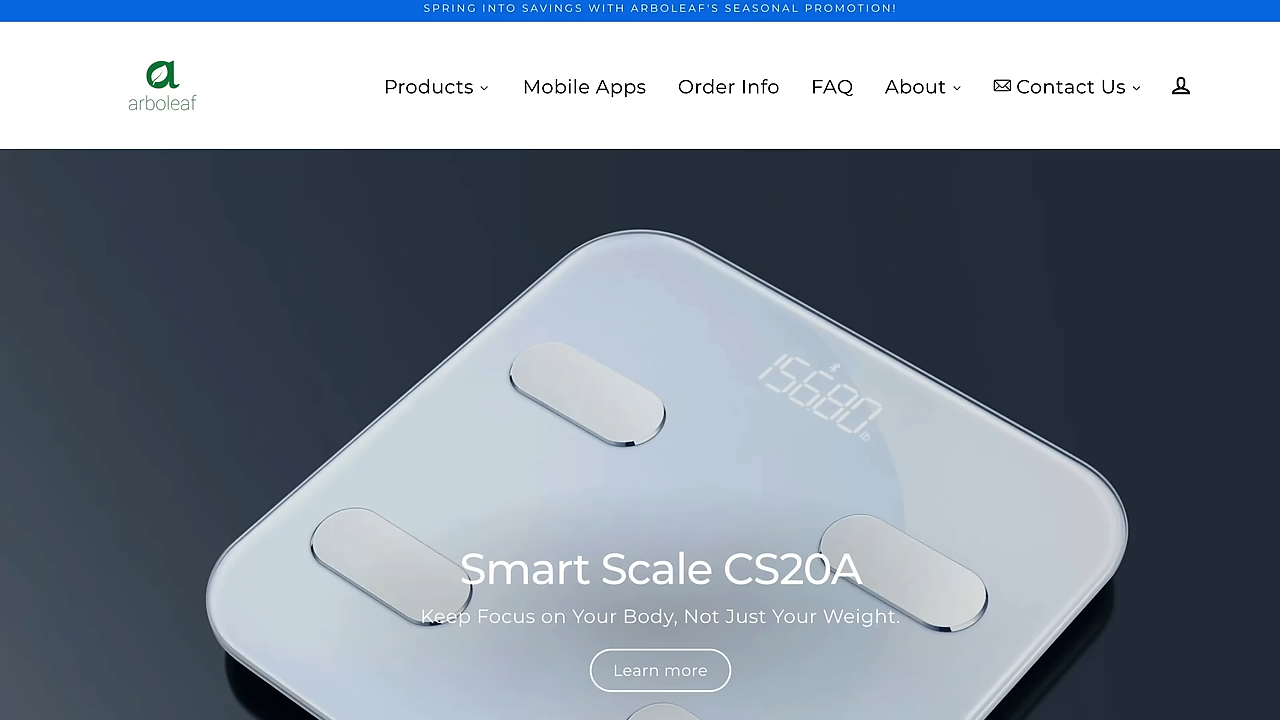 SPRING INTO SAVINGS WITH ARBOLEAF'S SEASONAL PROMOTION!
a
arboleaf
Products
Mobile Apps
Order Info
FAQ
About
Contact Us
156.80
lb
Smart Scale CS20A
Keep Focus on Your Body, Not Just Your Weight.
Learn more